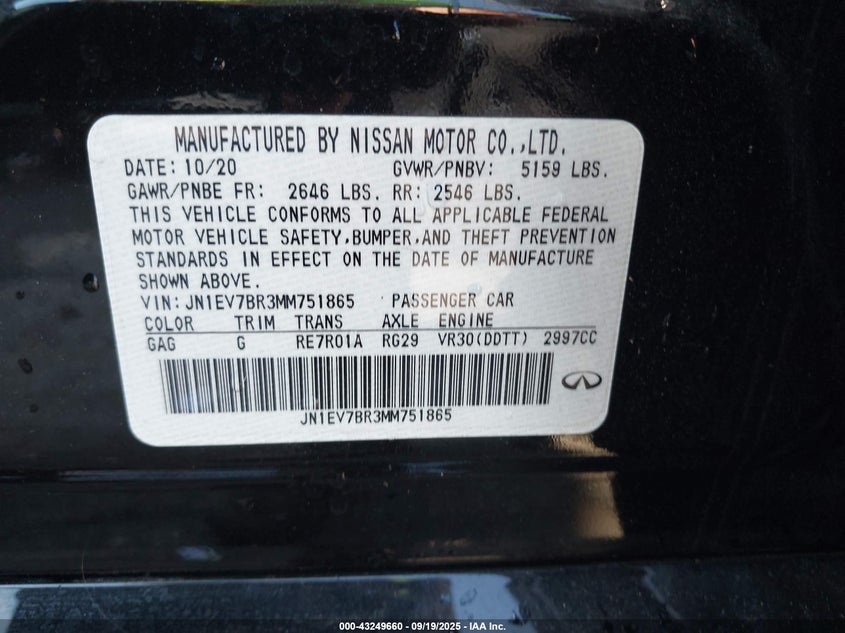 MANUFACTURED BY NISSAN MOTOR CO.,LTD.
DATE: 10/20 GVWR/PNBV: 5159 LBS.
GAWR/PNBE FR: 2646 LBS. RR: 2546 LBS.
THIS VEHICLE CONFORMS TO ALL APPLICABLE FEDERAL
MOTOR VEHICLE SAFETY,BUMPER,AND THEFT PREVENTION
STANDARDS IN EFFECT ON THE DATE OF MANUFACTURE
SHOWN ABOVE.
VIN: JN1EV7BR3MM751865 PASSENGER CAR
COLOR TRIM TRANS AXLE ENGINE
GAG G RE7R01A RG29 VR30(DDTT) 2997CC
JN1EV7BR3MM751865
000-43249660 - 09/19/2025 - IAA Inc.